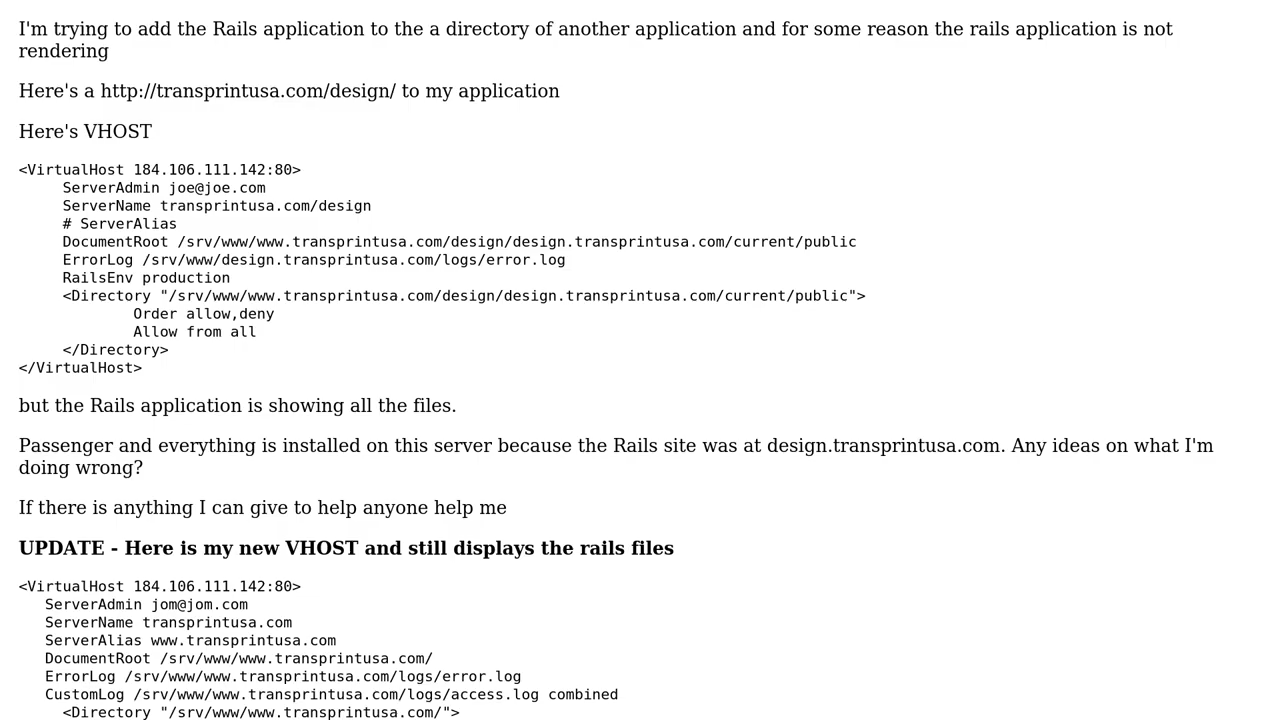 I'm trying to add the Rails application to the a directory of another application and for some reason the rails application is not
rendering
Here's a http://transprintusa.com/design/ to my application
Here's VHOST
<VirtualHost 184.106.111.142:80>
     ServerAdmin joe@joe.com
     ServerName transprintusa.com/design
     # ServerAlias
     DocumentRoot /srv/www/www.transprintusa.com/design/design.transprintusa.com/current/public
     ErrorLog /srv/www/design.transprintusa.com/logs/error.log
     RailsEnv production
     <Directory "/srv/www/www.transprintusa.com/design/design.transprintusa.com/current/public">
             Order allow,deny
             Allow from all
     </Directory>
</VirtualHost>
but the Rails application is showing all the files.
Passenger and everything is installed on this server because the Rails site was at design.transprintusa.com. Any ideas on what I'm
doing wrong?
If there is anything I can give to help anyone help me
UPDATE - Here is my new VHOST and still displays the rails files
<VirtualHost 184.106.111.142:80>
   ServerAdmin jom@jom.com
   ServerName transprintusa.com
   ServerAlias www.transprintusa.com
   DocumentRoot /srv/www/www.transprintusa.com/
   ErrorLog /srv/www/www.transprintusa.com/logs/error.log
   CustomLog /srv/www/www.transprintusa.com/logs/access.log combined
     <Directory "/srv/www/www.transprintusa.com/">